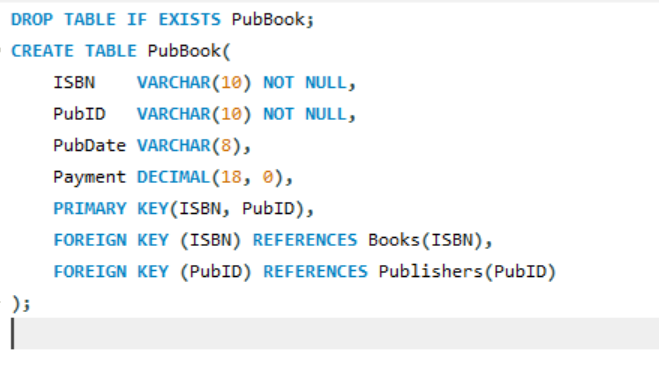 DROP TABLE IF EXISTS PubBook;
CREATE TABLE PubBook(
    ISBN    VARCHAR(10) NOT NULL,
    PubID   VARCHAR(10) NOT NULL,
    PubDate VARCHAR(8),
    Payment DECIMAL(18, 0),
    PRIMARY KEY(ISBN, PubID),
    FOREIGN KEY (ISBN) REFERENCES Books(ISBN),
    FOREIGN KEY (PubID) REFERENCES Publishers(PubID)
);